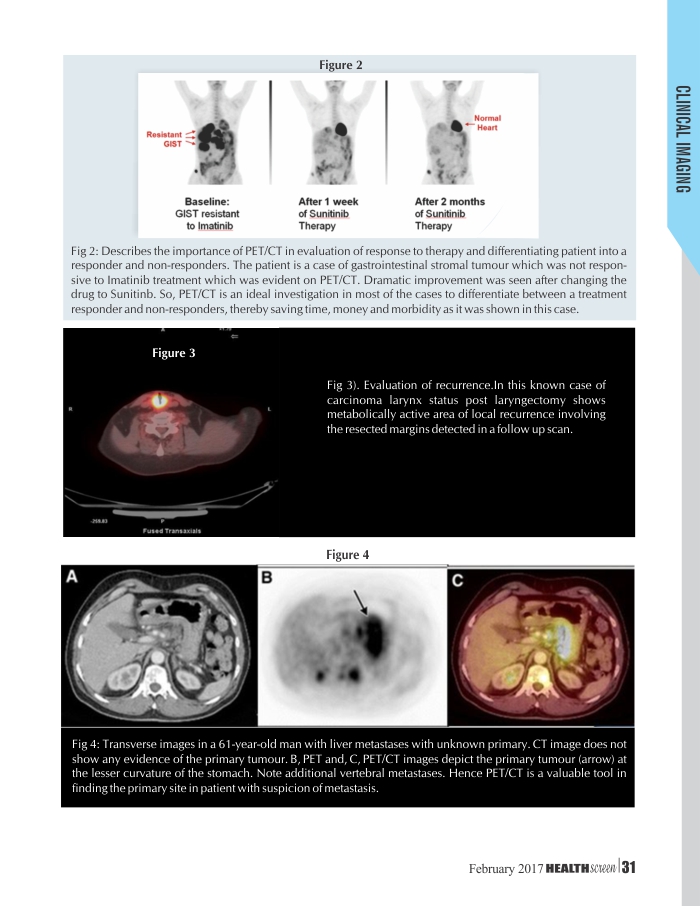 CLINICAL IMAGING
Figure 2
Resistant
GIST
Normal
Heart
Baseline:
GIST resistant
to Imatinib
After 1 week
of Sunitinib
Therapy
After 2 months
of Sunitinib
Therapy
Fig 2: Describes the importance of PET/CT in evaluation of response to therapy and differentiating patient into a
responder and non-responders. The patient is a case of gastrointestinal stromal tumour which was not respon-
sive to Imatinib treatment which was evident on PET/CT. Dramatic improvement was seen after changing the
drug to Sunitinb. So, PET/CT is an ideal investigation in most of the cases to differentiate between a treatment
responder and non-responders, thereby saving time, money and morbidity as it was shown in this case.
Figure 3
R
L
P
Fused Transaxials
Fig 3). Evaluation of recurrence.In this known case of
carcinoma larynx status post laryngectomy shows
metabolically active area of local recurrence involving
the resected margins detected in a follow up scan.
Figure 4
A
B
C
Fig 4: Transverse images in a 61-year-old man with liver metastases with unknown primary. CT image does not
show any evidence of the primary tumour. B, PET and, C, PET/CT images depict the primary tumour (arrow) at
the lesser curvature of the stomach. Note additional vertebral metastases. Hence PET/CT is a valuable tool in
finding the primary site in patient with suspicion of metastasis.
February 2017 HEALTHscreen 31